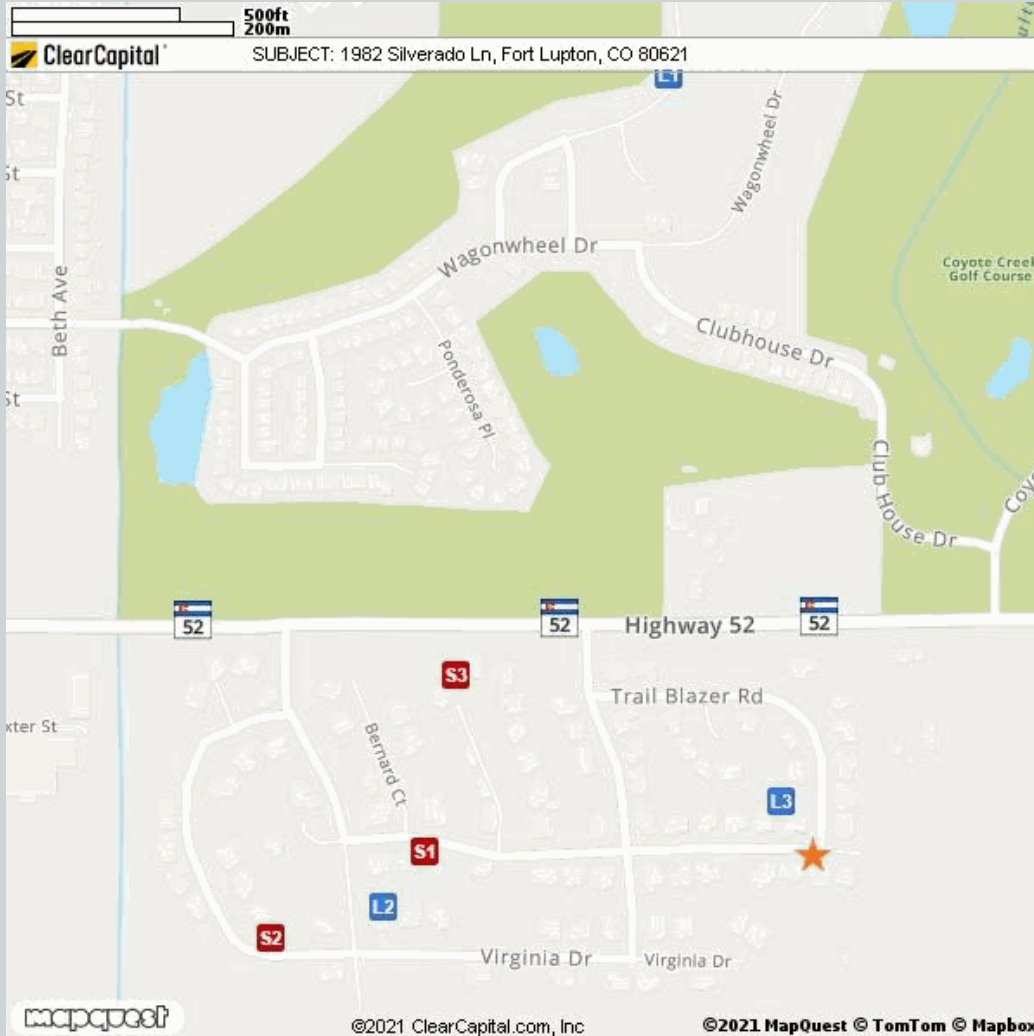 500ft
200m
ClearCapital
SUBJECT: 1982 Silverado Ln, Fort Lupton, CO 80621
St
L1
St
Wagonwheel Dr
Wagonwheel Dr
Coyote Creek
Golf Course
Beth Ave
Clubhouse Dr
Ponderosa Pl
St
Club House Dr
Coyo
52
52
52
Highway 52
S3
Trail Blazer Rd
xter St
Bernard Ct
L3
S1
L2
S2
Virginia Dr
Virginia Dr
mapquest
©2021 ClearCapital.com, Inc
©2021 MapQuest © TomTom © Mapbox